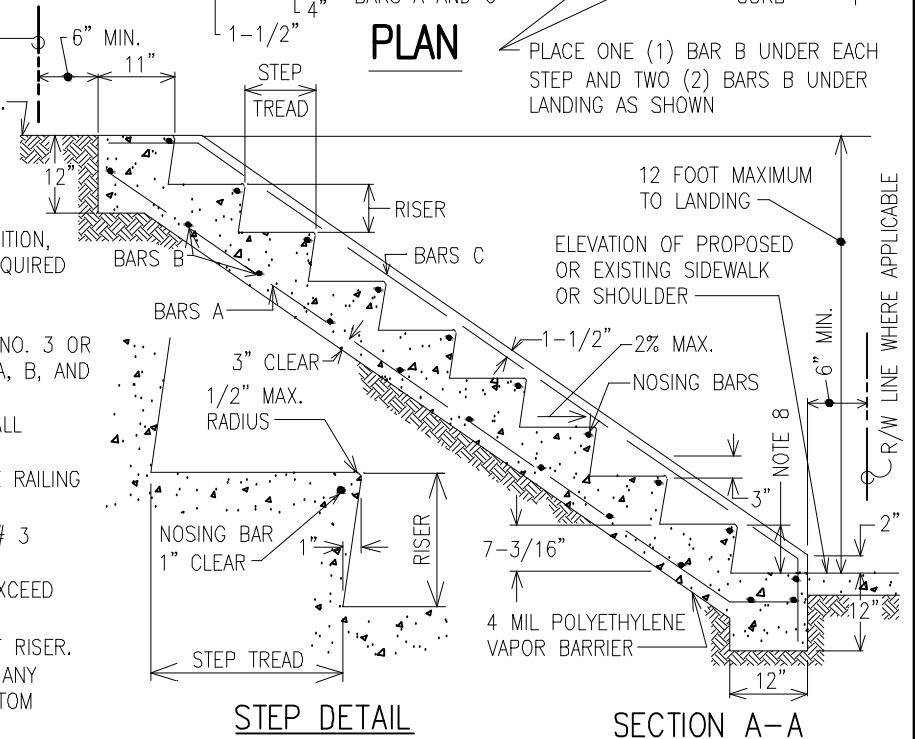 4"
1-1/2"
PLAN
PLACE ONE (1) BAR B UNDER EACH
STEP AND TWO (2) BARS B UNDER
LANDING AS SHOWN
6" MIN.
11"
STEP
TREAD
12"
RISER
12 FOOT MAXIMUM
TO LANDING
R/W LINE WHERE APPLICABLE
ITION,
QUIRED
BARS B
BARS C
ELEVATION OF PROPOSED
OR EXISTING SIDEWALK
OR SHOULDER
BARS A
6" MIN.
NO. 3 OR
A, B, AND
3" CLEAR
1-1/2"
2% MAX.
NOSING BARS
1/2" MAX.
RADIUS
ALL
RAILING
NOTE 8
3"
# 3
NOSING BAR
1" CLEAR
1"
RISER
7-3/16"
2"
XCEED
4 MIL POLYETHYLENE
VAPOR BARRIER
12"
RISER.
ANY
TOM
STEP TREAD
12"
STEP DETAIL
SECTION A-A